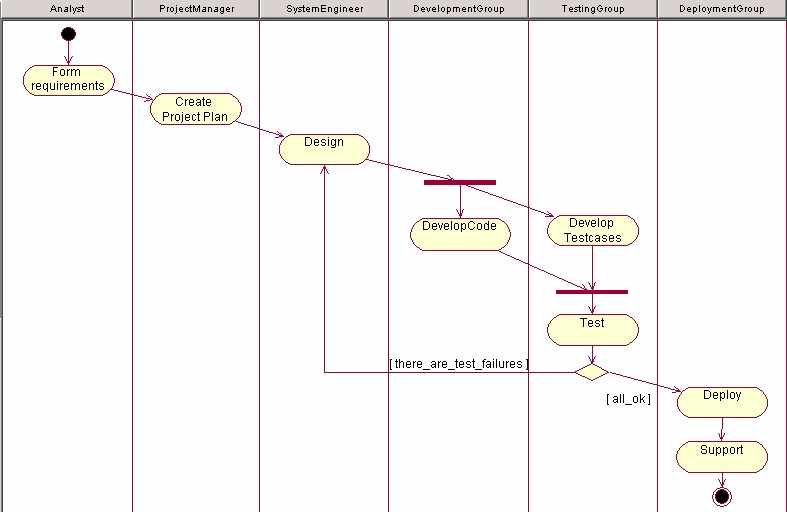 Analyst
ProjectManager
SystemEngineer
DevelopmentGroup
TestingGroup
DeploymentGroup
Form
requirements
Create
Project Plan
Design
DevelopCode
Develop
Testcases
Test
[ there_are_test_failures ]
[ all_ok ]
Deploy
Support